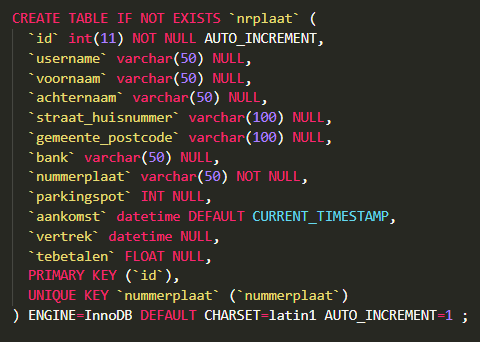 CREATE TABLE IF NOT EXISTS `nrplaat` (
`id` int(11) NOT NULL AUTO_INCREMENT,
`username` varchar(50) NULL,
`voornaam` varchar(50) NULL,
`achternaam` varchar(50) NULL,
`straat_huisnummer` varchar(100) NULL,
`gemeente_postcode` varchar(100) NULL,
`bank` varchar(50) NULL,
`nummerplaat` varchar(50) NOT NULL,
`parkingspot` INT NULL,
`aankomst` datetime DEFAULT CURRENT_TIMESTAMP,
`vertrek` datetime NULL,
`tebetalen` FLOAT NULL,
PRIMARY KEY (`id`),
UNIQUE KEY `nummerplaat` (`nummerplaat`)
) ENGINE=InnoDB DEFAULT CHARSET=latin1 AUTO_INCREMENT=1 ;